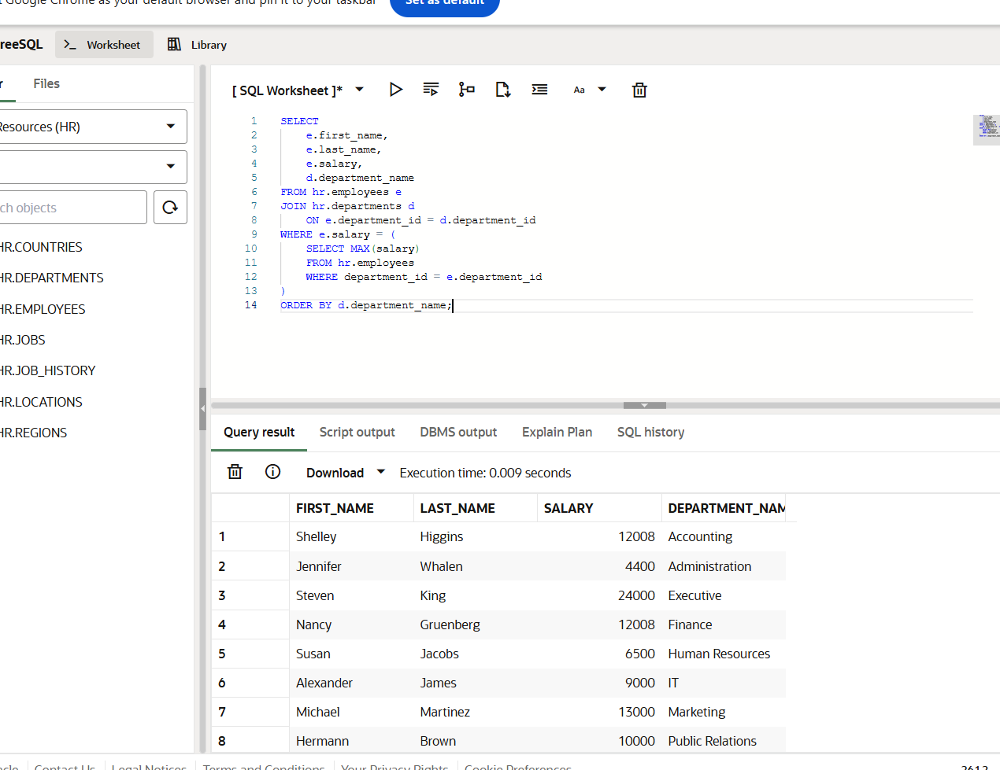 Google Chrome as your default browser and pin it to your taskbar Set as default
reeSQL >_ Worksheet Library
r Files
[ SQL Worksheet ]* Aa
Resources (HR)
ch objects
HR.COUNTRIES
HR.DEPARTMENTS
HR.EMPLOYEES
HR.JOBS
HR.JOB_HISTORY
HR.LOCATIONS
HR.REGIONS
1 SELECT
2 e.first_name,
3 e.last_name,
4 e.salary,
5 d.department_name
6 FROM hr.employees e
7 JOIN hr.departments d
8 ON e.department_id = d.department_id
9 WHERE e.salary = (
10 SELECT MAX(salary)
11 FROM hr.employees
12 WHERE department_id = e.department_id
13 )
14 ORDER BY d.department_name;
Query result Script output DBMS output Explain Plan SQL history
Download Execution time: 0.009 seconds
FIRST_NAME LAST_NAME SALARY DEPARTMENT_NAM
1 Shelley Higgins 12008 Accounting
2 Jennifer Whalen 4400 Administration
3 Steven King 24000 Executive
4 Nancy Gruenberg 12008 Finance
5 Susan Jacobs 6500 Human Resources
6 Alexander James 9000 IT
7 Michael Martinez 13000 Marketing
8 Hermann Brown 10000 Public Relations
acle Contact Us Legal Notices Terms and Conditions Your Privacy Rights Cookie Preferences